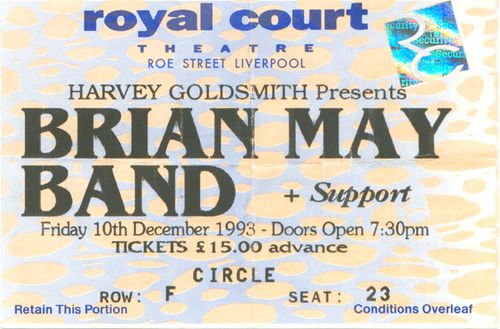 royal court
THEATRE
ROE STREET LIVERPOOL
HARVEY GOLDSMITH Presents
BRIAN MAY
BAND + Support
Friday 10th December 1993 - Doors Open 7:30pm
TICKETS £15.00 advance
CIRCLE
ROW: F SEAT: 23
Retain This Portion Conditions Overleaf